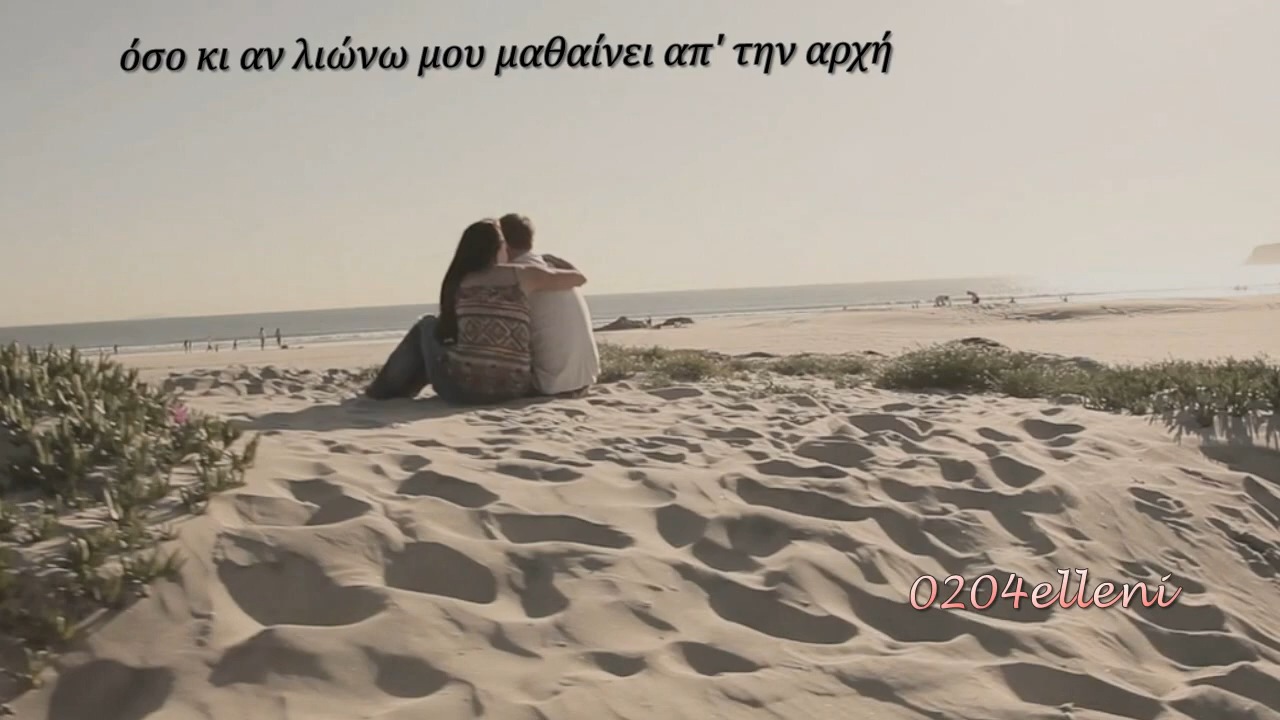 όσο κι αν λιώνω μου μαθαίνει απ' την αρχή
0204elleni